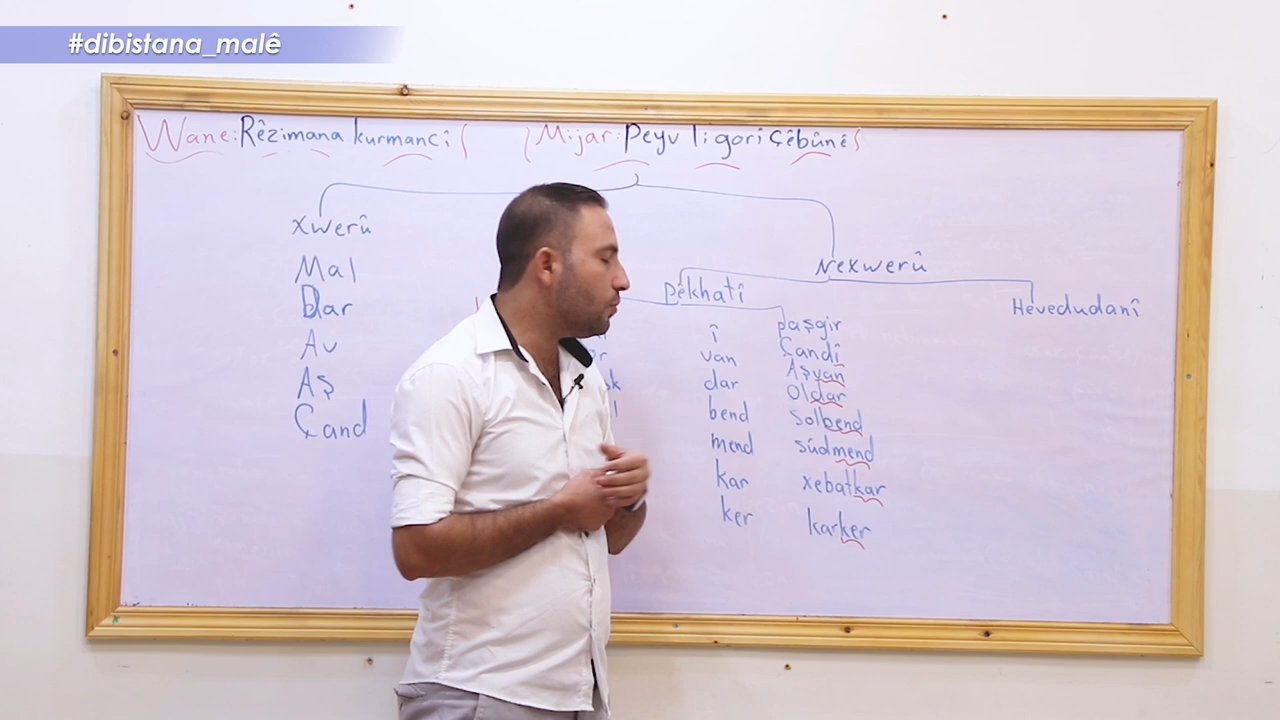 #dibistana_malê
Wane: Rêzimana kurmancî
Mijar: Peyv li gorî Çêbûnê
xwerû
Mal
Dar
Av
Aş
Çand
Nexwerû
Pêkhatî
Hevedudanî
î
van
dar
bend
mend
kar
ker
paşgir
Çandî
Aşvan
Oldar
Solbend
sûdmend
xebatkar
karker